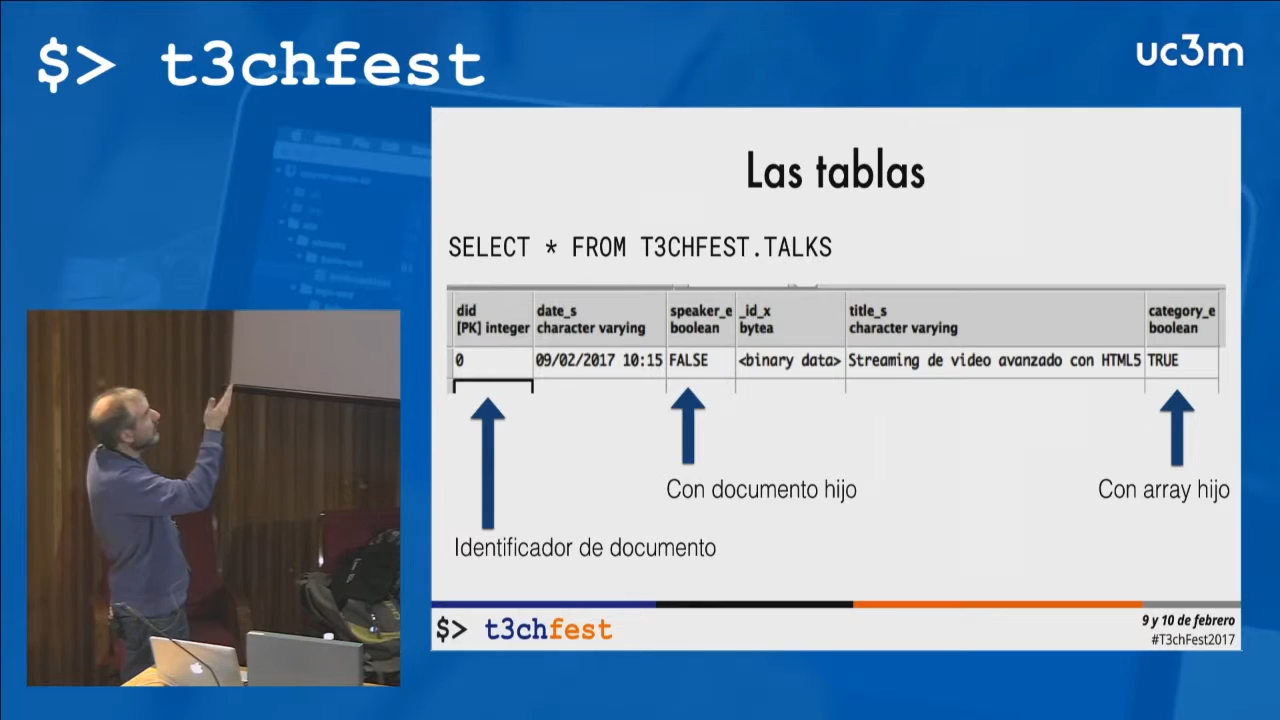 $> t3chfest
uc3m
Las tablas
SELECT * FROM T3CHFEST.TALKS
did date_s speaker_e _id_x title_s category_e
[PK] integer character varying boolean bytea character varying boolean
0 09/02/2017 10:15 FALSE <binary data> Streaming de video avanzado con HTML5 TRUE
Con documento hijo
Con array hijo
Identificador de documento
$> t3chfest
9 y 10 de febrero
#T3chFest2017